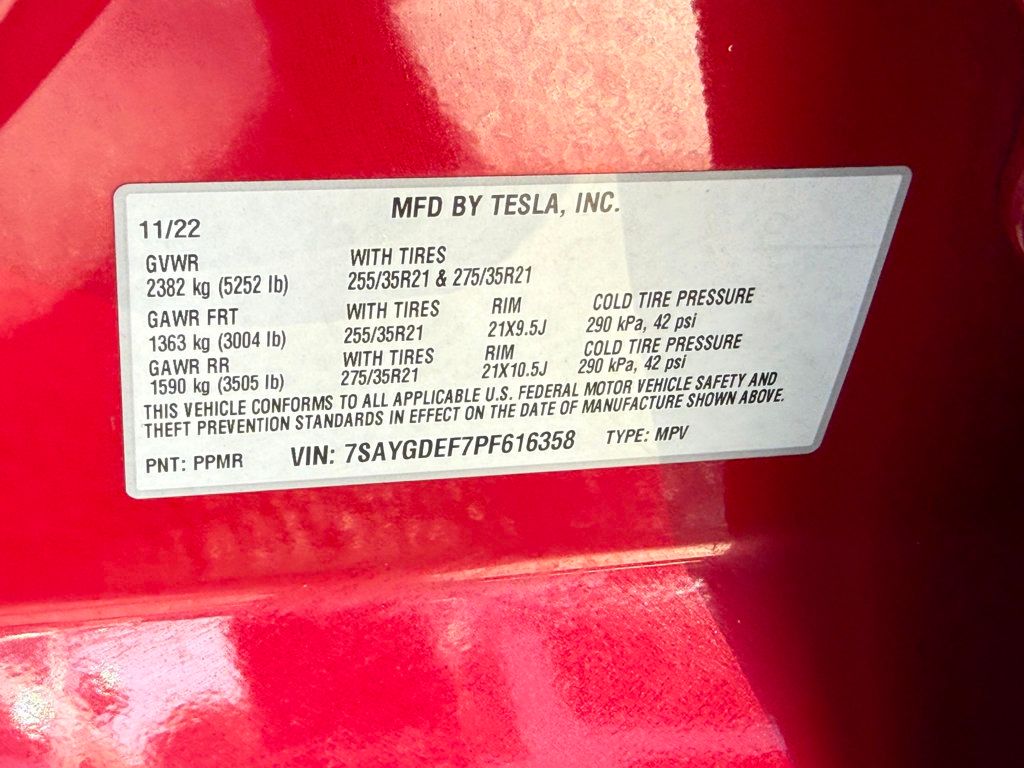 MFD BY TESLA, INC.
11/22
GVWR WITH TIRES
2382 kg (5252 lb) 255/35R21 & 275/35R21
GAWR FRT WITH TIRES RIM COLD TIRE PRESSURE
1363 kg (3004 lb) 255/35R21 21X9.5J 290 kPa, 42 psi
GAWR RR WITH TIRES RIM COLD TIRE PRESSURE
1590 kg (3505 lb) 275/35R21 21X10.5J 290 kPa, 42 psi
THIS VEHICLE CONFORMS TO ALL APPLICABLE U.S. FEDERAL MOTOR VEHICLE SAFETY AND
THEFT PREVENTION STANDARDS IN EFFECT ON THE DATE OF MANUFACTURE SHOWN ABOVE.
PNT: PPMR VIN: 7SAYGDEF7PF616358 TYPE: MPV